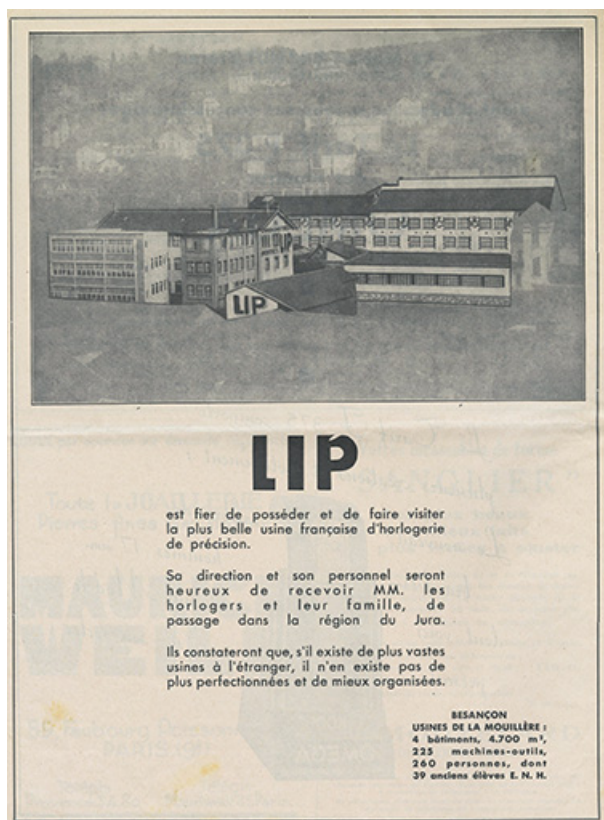 LIP
LIP
LIP
est fier de posséder et de faire visiter
la plus belle usine française d'horlogerie
de précision.
Sa direction et son personnel seront
heureux de recevoir MM. les
horlogers et leur famille, de
passage dans la région du Jura.
Ils constateront que, s'il existe de plus vastes
usines à l'étranger, il n'en existe pas de
plus perfectionnées et de mieux organisées.
BESANÇON
USINES DE LA MOUILLÈRE :
4 bâtiments, 4.700 m²,
225 machines-outils,
260 personnes, dont
39 anciens élèves E. N. H.